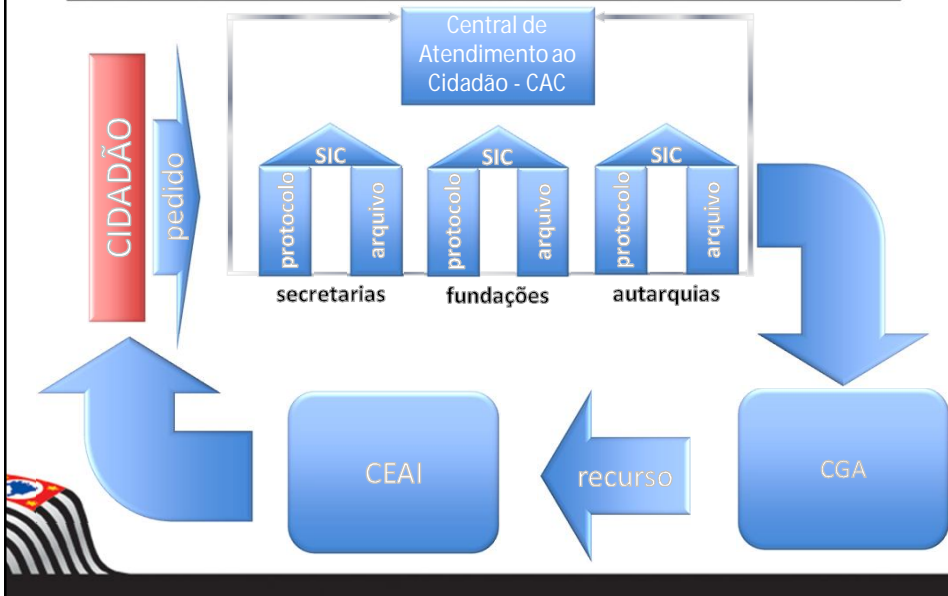 Central de
Atendimento ao
Cidadão - CAC
CIDADÃO
pedido
SIC
protocolo
arquivo
secretarias
SIC
protocolo
arquivo
fundações
SIC
protocolo
arquivo
autarquias
CGA
recurso
CEAI